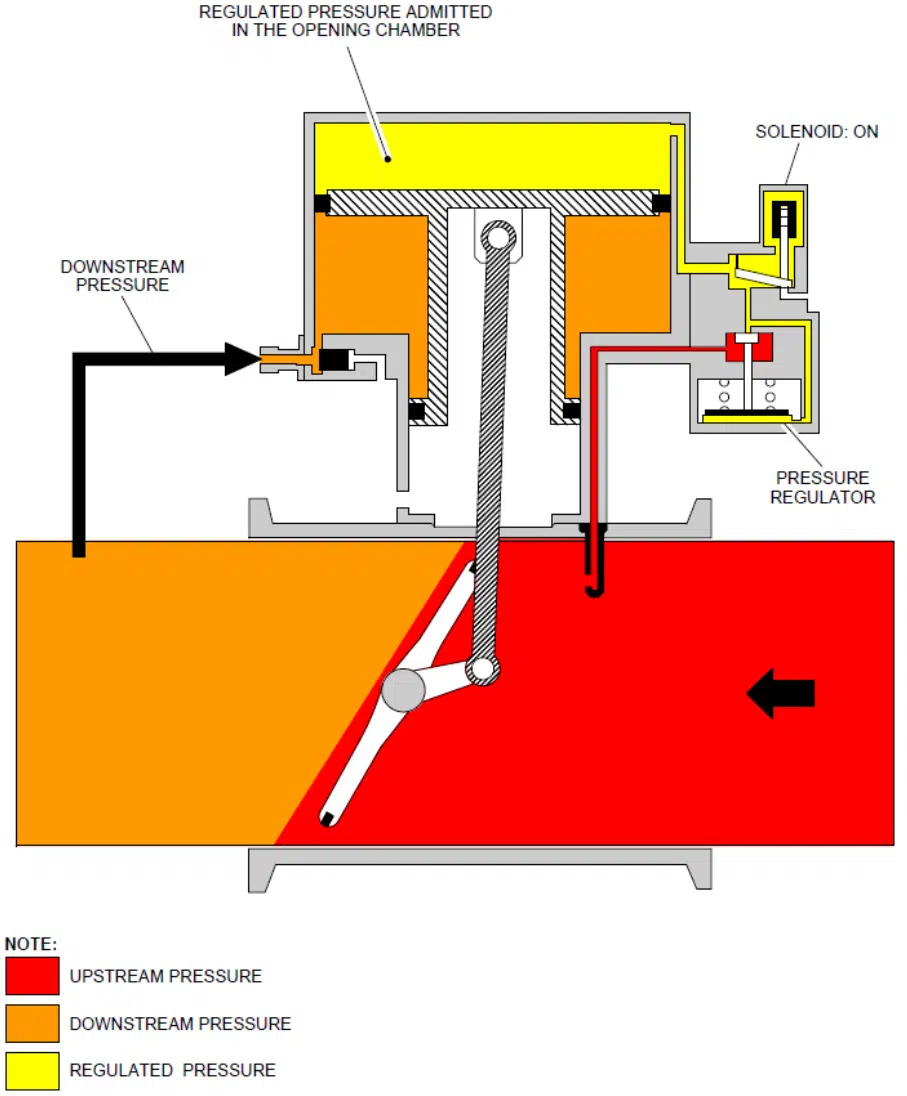 REGULATED PRESSURE ADMITTED
IN THE OPENING CHAMBER
SOLENOID: ON
DOWNSTREAM
PRESSURE
PRESSURE
REGULATOR
NOTE:
UPSTREAM PRESSURE
DOWNSTREAM PRESSURE
REGULATED PRESSURE